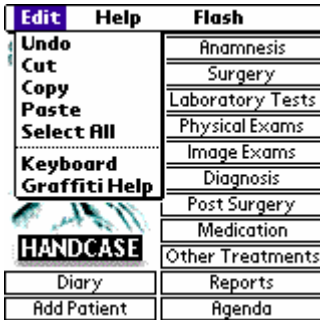 Edit Help Flash
Undo
Cut
Copy
Paste
Select All
Keyboard
Graffiti Help
HANDCASE
Diary
Add Patient
Anamnesis
Surgery
Laboratory Tests
Physical Exams
Image Exams
Diagnosis
Post Surgery
Medication
Other Treatments
Reports
Agenda